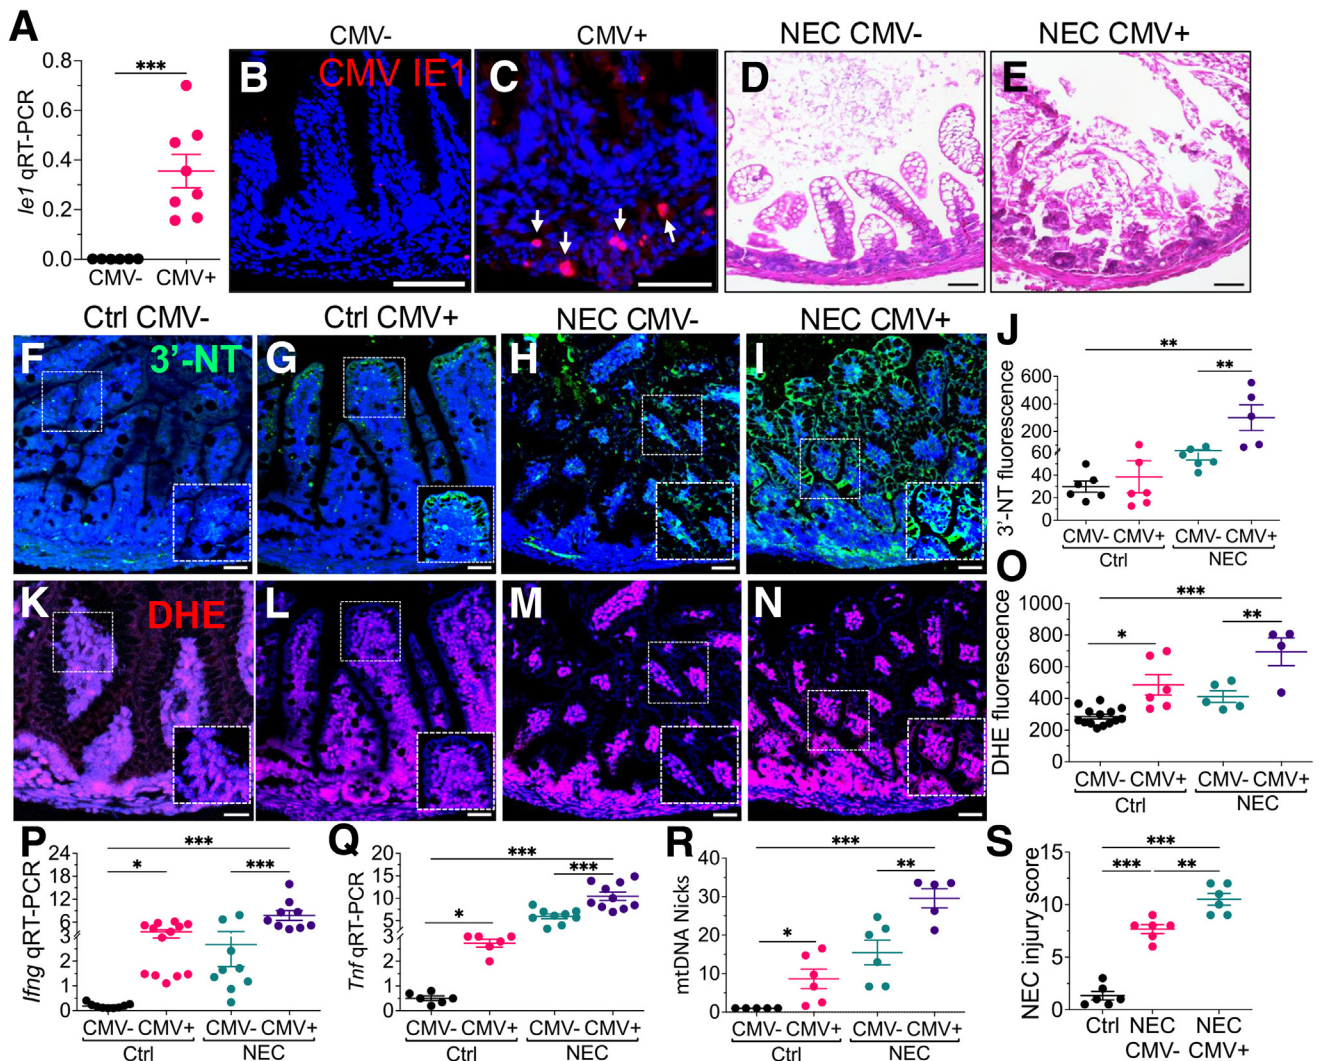 A
CMV-
CMV+
NEC CMV-
NEC CMV+
***
0.8
0.6
0.4
0.2
0.0
Ie1 qRT-PCR
CMV-
CMV+
B
CMV IE1
C
D
E
Ctrl CMV-
Ctrl CMV+
NEC CMV-
NEC CMV+
F
3'-NT
G
H
I
J
**
**
600
400
200
60
40
20
0
3'-NT fluorescence
CMV- CMV+ CMV- CMV+
Ctrl NEC
K
DHE
L
M
N
O
***
*
**
1000
800
600
400
200
0
DHE fluorescence
CMV- CMV+ CMV- CMV+
Ctrl NEC
P
***
*
***
24
18
12
6
3
2
1
0
Ifng qRT-PCR
CMV- CMV+ CMV- CMV+
Ctrl NEC
Q
***
*
***
20
15
10
5
3
2
1
0
Tnf qRT-PCR
CMV- CMV+ CMV- CMV+
Ctrl NEC
R
***
*
**
40
30
20
10
0
mtDNA Nicks
CMV- CMV+ CMV- CMV+
Ctrl NEC
S
***
***
**
15
10
5
0
NEC injury score
Ctrl NEC NEC
CMV- CMV+